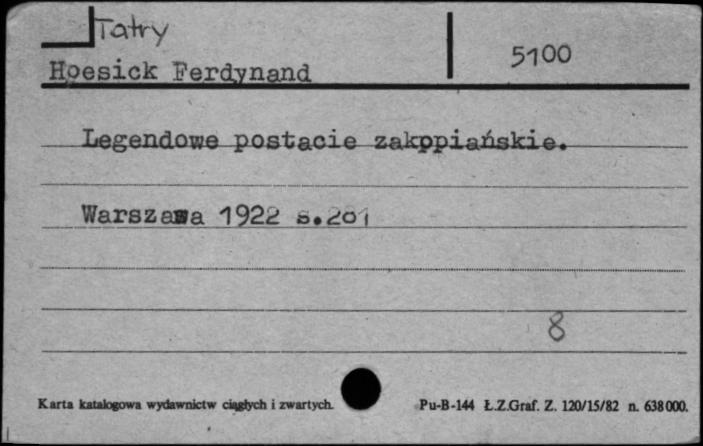 Tatry
5100
Hoesick Ferdynand
Legendowe postacie zakopiańskie.
Warszawa 1922 s.201
8
Karta katalogowa wydawnictw ciągłych i zwartych.
Pu-B-144 Ł.Z.Graf. Z. 120/15/82 n. 638000.